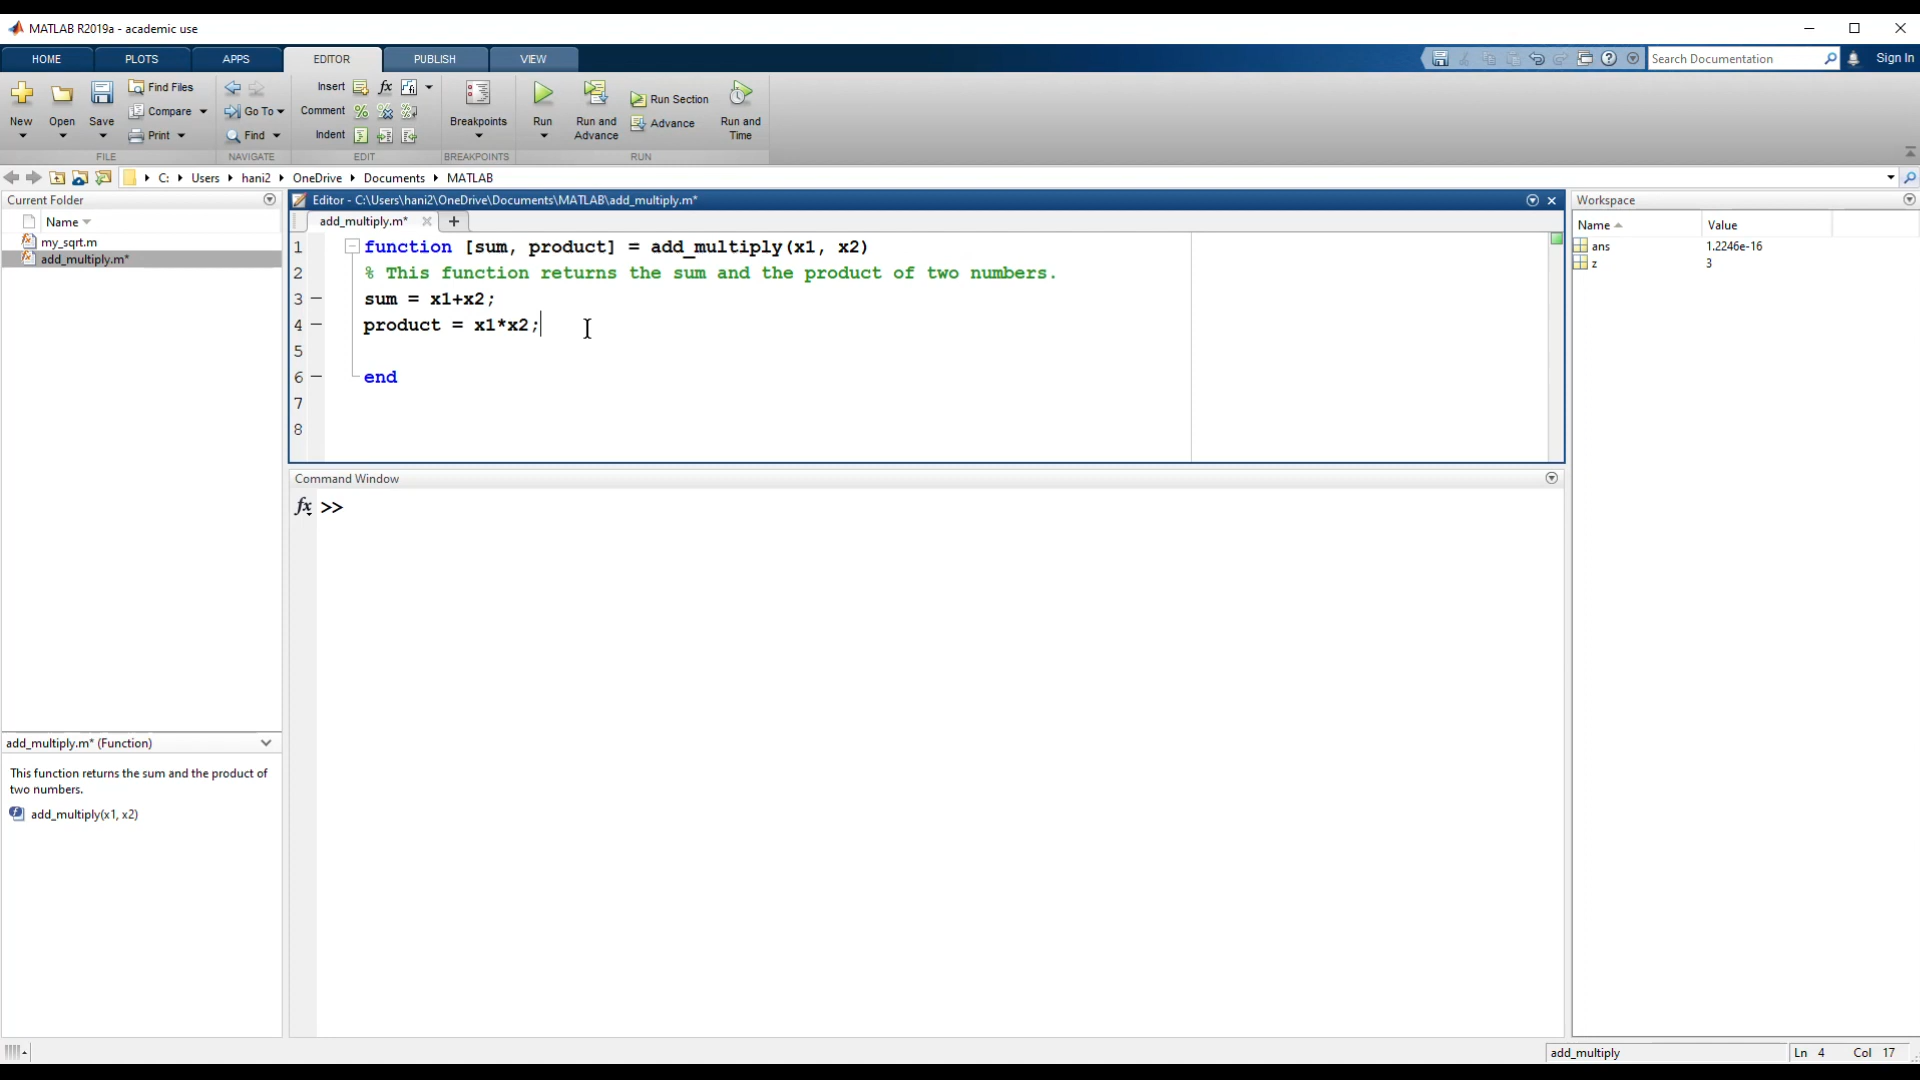 MATLAB R2019a - academic use
HOME PLOTS APPS EDITOR PUBLISH VIEW
Search Documentation
Sign In
New Open Save
Find Files
Compare
Print
FILE
Go To
Find
NAVIGATE
Insert fx
Comment
Indent
EDIT
Breakpoints
BREAKPOINTS
Run
Run and Advance
Run Section
Advance
Run and Time
RUN
C: Users hani2 OneDrive Documents MATLAB
Current Folder
Name
my_sqrt.m
add_multiply.m*
add_multiply.m* (Function)
This function returns the sum and the product of
two numbers.
add_multiply(x1, x2)
Editor - C:\Users\hani2\OneDrive\Documents\MATLAB\add_multiply.m*
add_multiply.m*
1 function [sum, product] = add_multiply(x1, x2)
2 % This function returns the sum and the product of two numbers.
3 sum = x1+x2;
4 product = x1*x2;
5
6 end
7
8
Command Window
fx >>
Workspace
Name Value
ans 1.2246e-16
z 3
add_multiply Ln 4 Col 17